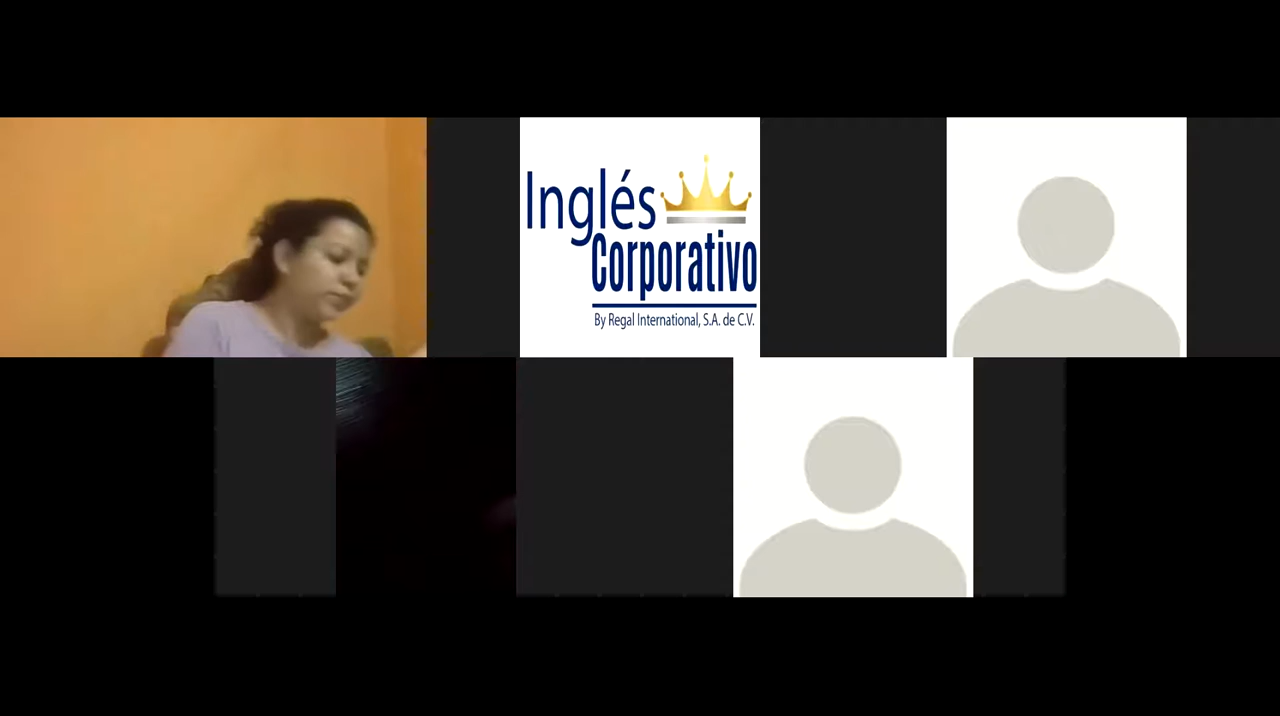 Inglés
Corporativo
By Regal International, S.A. de C.V.